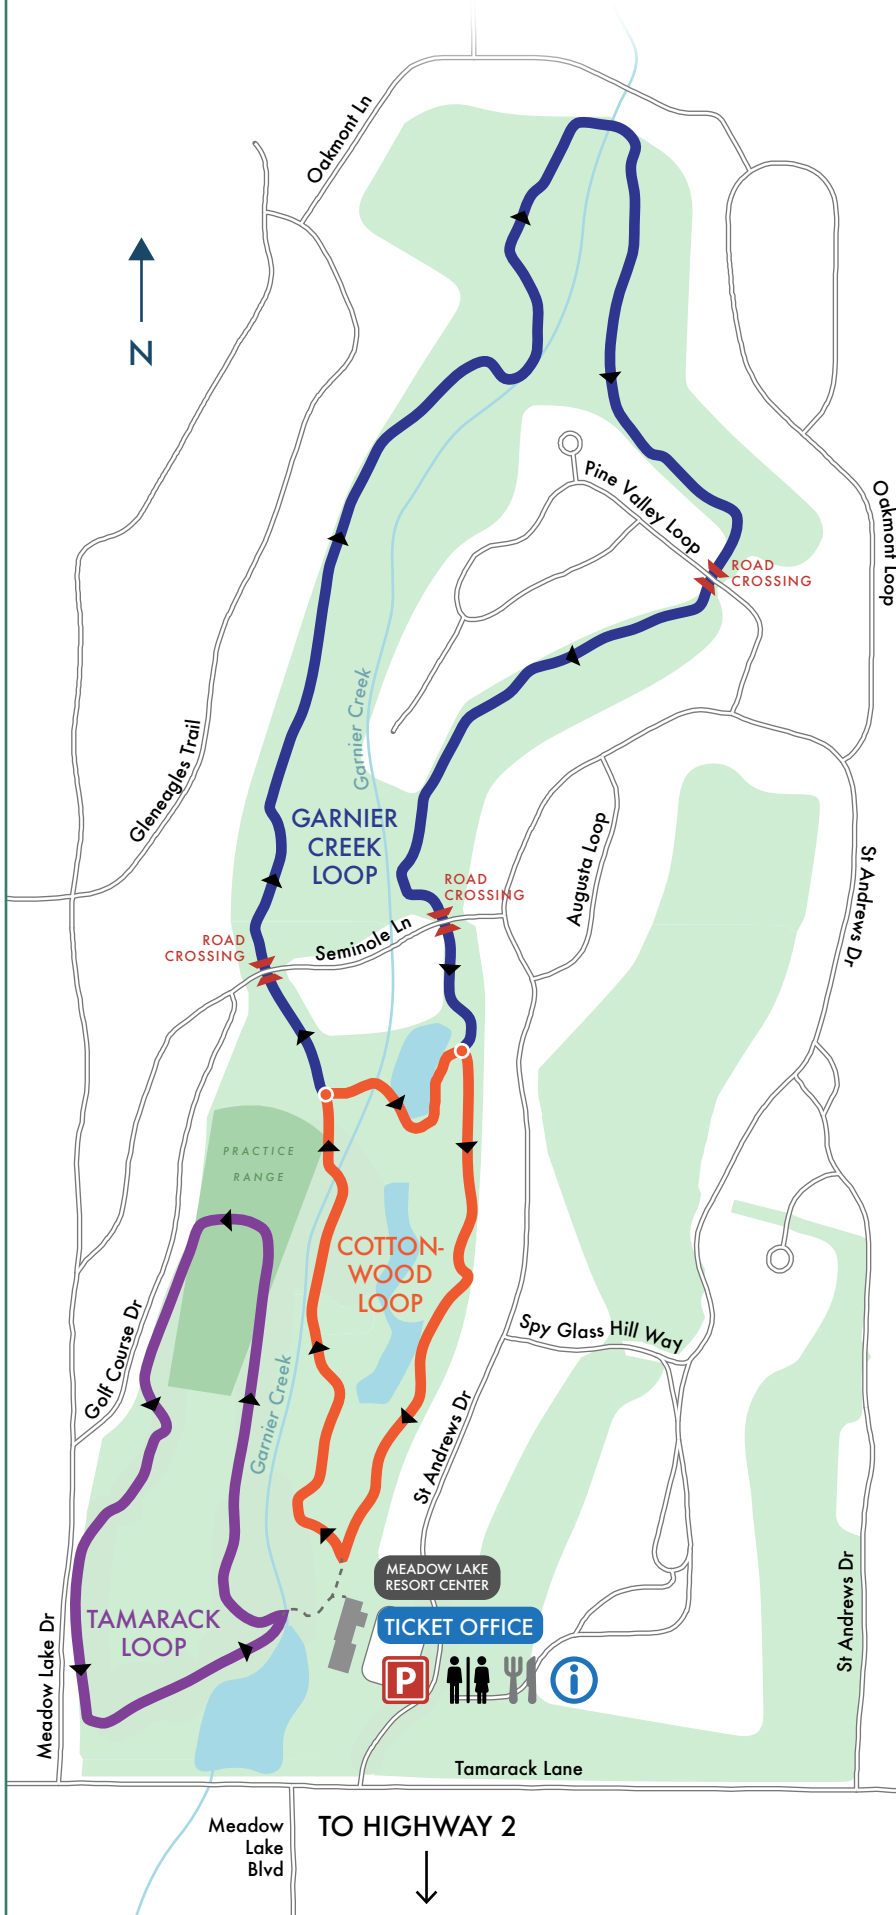 Oakmont Ln
N
Pine Valley Loop
Oakmont Loop
ROAD
CROSSING
Garnier Creek
Gleneagles Trail
GARNIER
CREEK
LOOP
Augusta Loop
St Andrews Dr
ROAD
CROSSING
ROAD
CROSSING
Seminole Ln
PRACTICE
RANGE
COTTON-
WOOD
LOOP
Golf Course Dr
Garnier Creek
Spy Glass Hill Way
St Andrews Dr
MEADOW LAKE
RESORT CENTER
TICKET OFFICE
P
i
TAMARACK
LOOP
Meadow Lake Dr
St Andrews Dr
Tamarack Lane
Meadow
Lake
Blvd
TO HIGHWAY 2